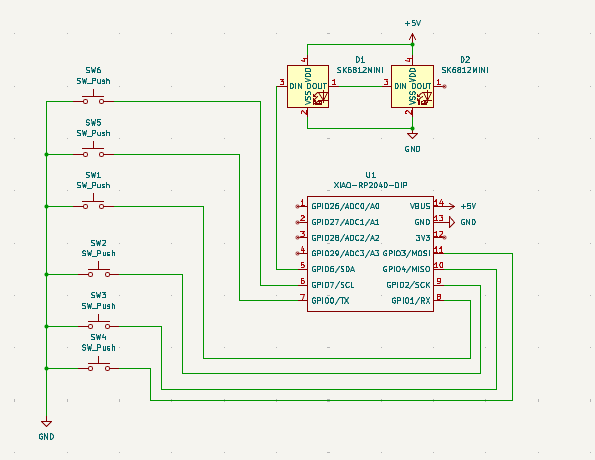 +5V
D1
SK6812MINI
D2
SK6812MINI
4
VDD
3
DIN
DOUT
1
VSS
2
4
VDD
3
DIN
DOUT
1
VSS
2
GND
SW6
SW_Push
SW5
SW_Push
SW1
SW_Push
SW2
SW_Push
SW3
SW_Push
SW4
SW_Push
GND
U1
XIAO-RP2040-DIP
1 GPIO26/ADC0/A0
VBUS 14 +5V
2 GPIO27/ADC1/A1
GND 13 GND
3 GPIO28/ADC2/A2
3V3 12
4 GPIO29/ADC3/A3
GPIO3/MOSI 11
5 GPIO6/SDA
GPIO4/MISO 10
6 GPIO7/SCL
GPIO2/SCK 9
7 GPIO0/TX
GPIO1/RX 8